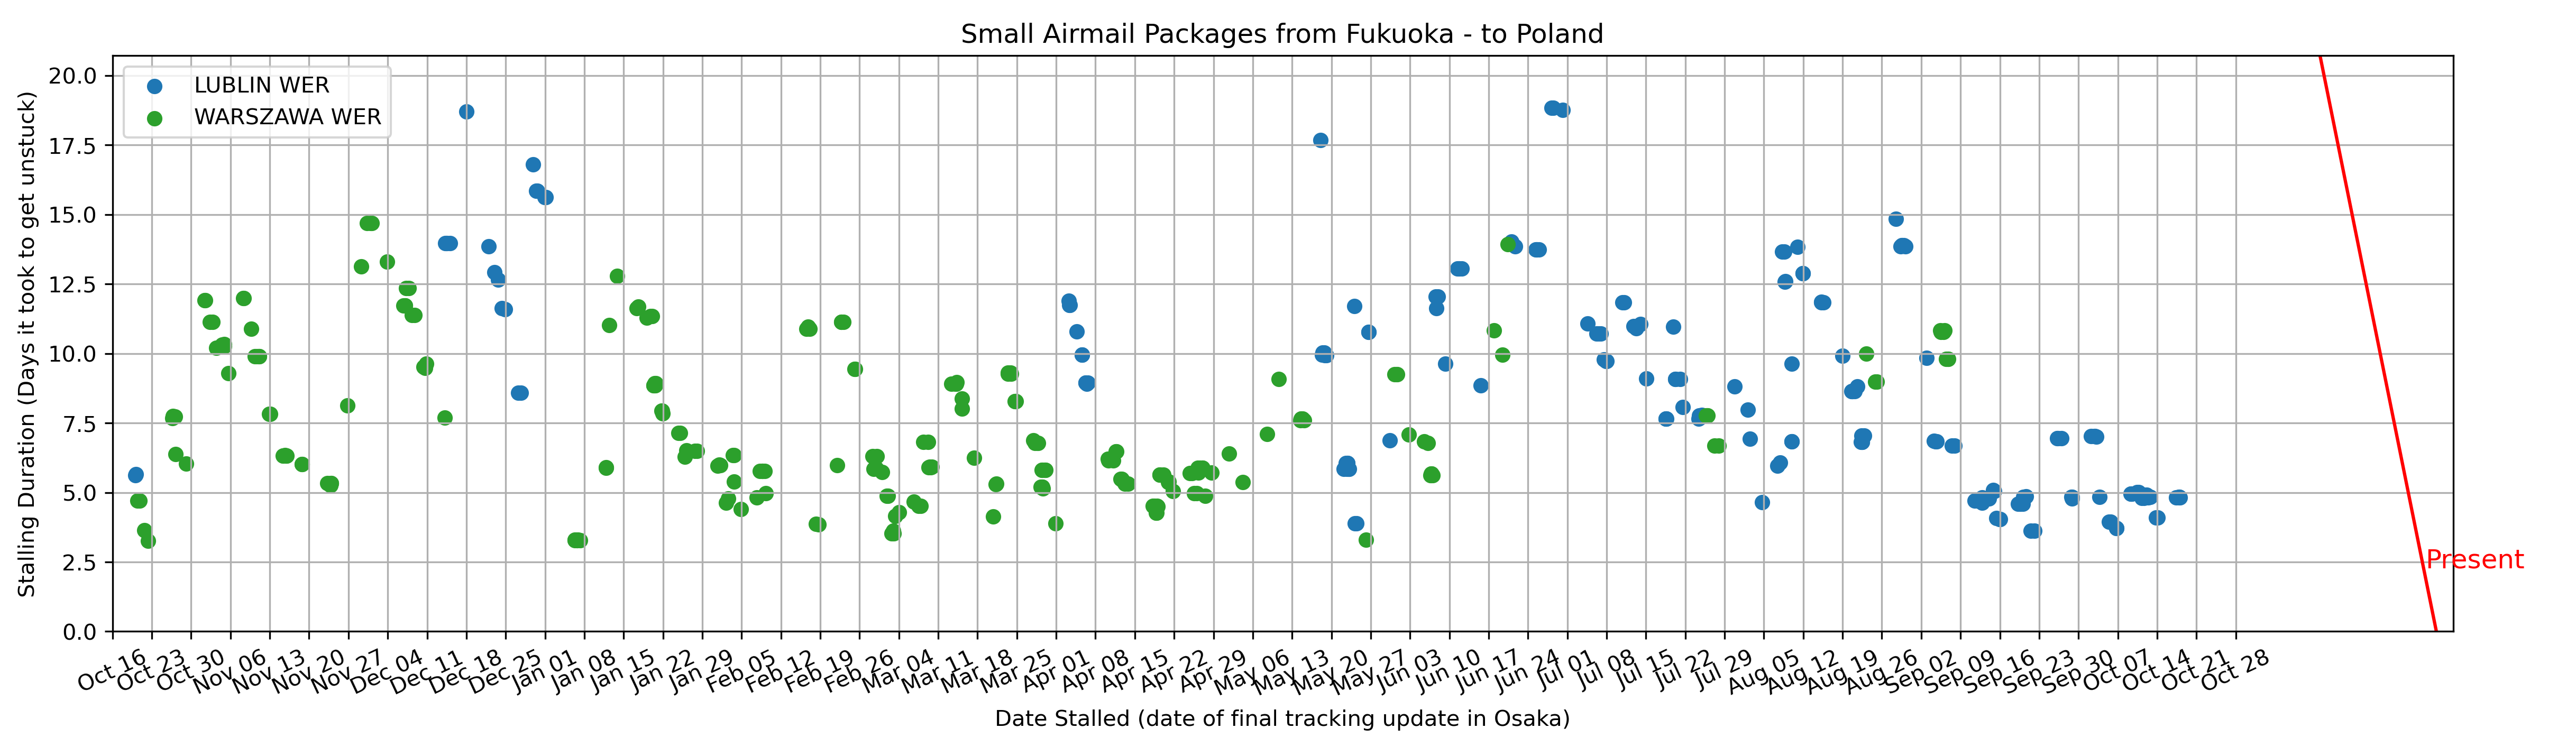 Small Airmail Packages from Fukuoka - to Poland
LUBLIN WER
WARSZAWA WER
Stalling Duration (Days it took to get unstuck)
20.0
17.5
15.0
12.5
10.0
7.5
5.0
2.5
0.0
Present
Oct 16
Oct 23
Oct 30
Nov 06
Nov 13
Nov 20
Nov 27
Dec 04
Dec 11
Dec 18
Dec 25
Jan 01
Jan 08
Jan 15
Jan 22
Jan 29
Feb 05
Feb 12
Feb 19
Feb 26
Mar 04
Mar 11
Mar 18
Mar 25
Apr 01
Apr 08
Apr 15
Apr 22
Apr 29
May 06
May 13
May 20
May 27
Jun 03
Jun 10
Jun 17
Jun 24
Jul 01
Jul 08
Jul 15
Jul 22
Jul 29
Aug 05
Aug 12
Aug 19
Aug 26
Sep 02
Sep 09
Sep 16
Sep 23
Sep 30
Oct 07
Oct 14
Oct 21
Oct 28
Date Stalled (date of final tracking update in Osaka)